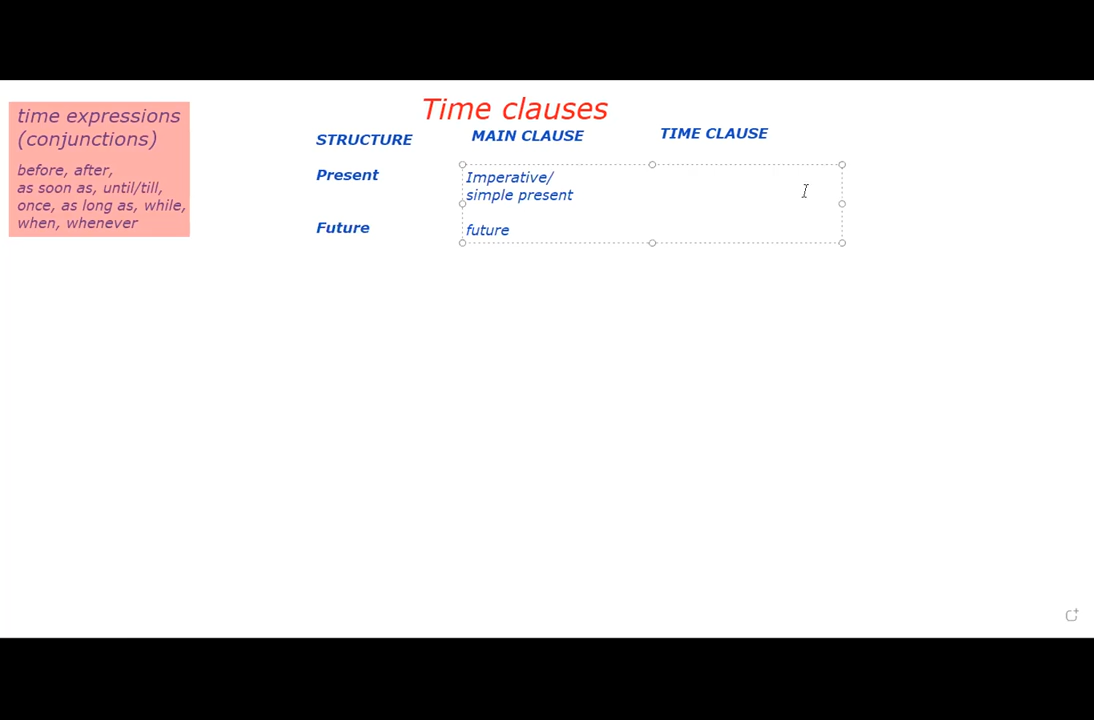 time expressions
(conjunctions)
before, after,
as soon as, until/till,
once, as long as, while,
when, whenever
Time clauses
STRUCTURE MAIN CLAUSE TIME CLAUSE
Present Imperative/
simple present
Future future